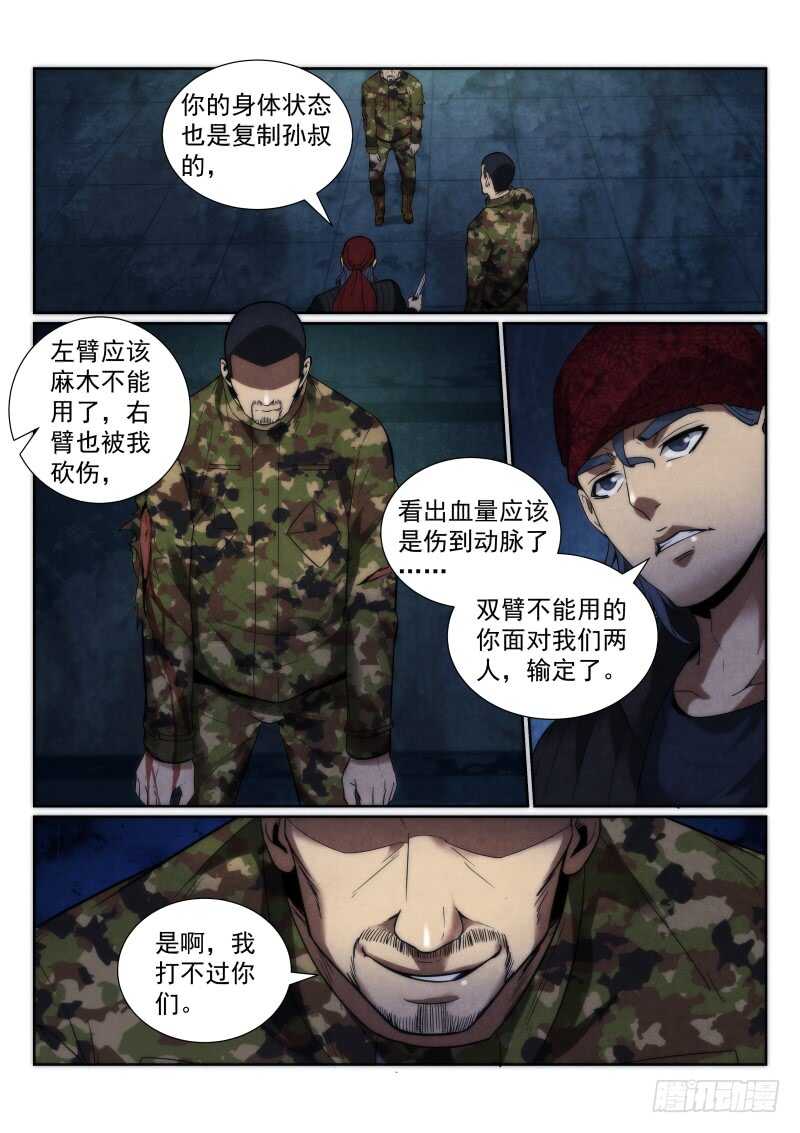 你的身体状态
也是复制孙叔
的，
左臂应该
麻木不能
用了，右
臂也被我
砍伤，
看出血量应该
是伤到动脉了
……
双臂不能用的
你面对我们两
人，输定了。
是啊，我
打不过你
们。
腾讯动漫